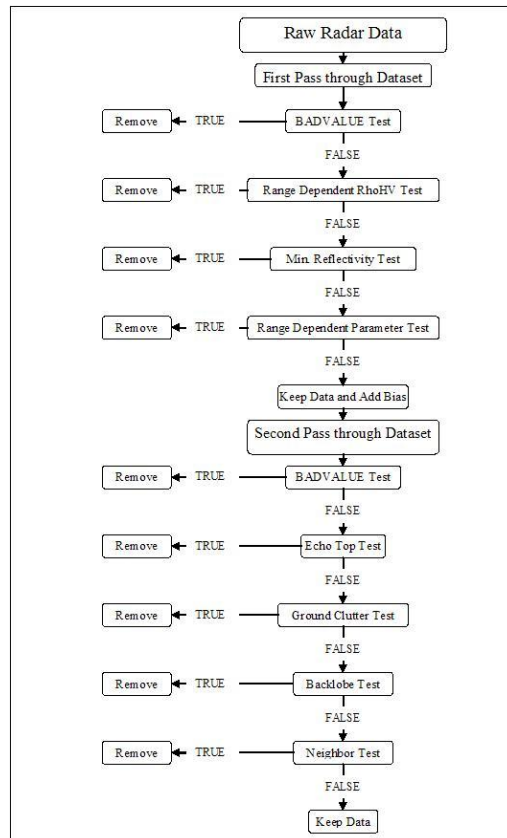 Raw Radar Data
First Pass through Dataset
Remove TRUE BADVALUE Test
FALSE
Remove TRUE Range Dependent RhoHV Test
FALSE
Remove TRUE Min. Reflectivity Test
FALSE
Remove TRUE Range Dependent Parameter Test
FALSE
Keep Data and Add Bias
Second Pass through Dataset
Remove TRUE BADVALUE Test
FALSE
Remove TRUE Echo Top Test
FALSE
Remove TRUE Ground Clutter Test
FALSE
Remove TRUE Backlobe Test
FALSE
Remove TRUE Neighbor Test
FALSE
Keep Data